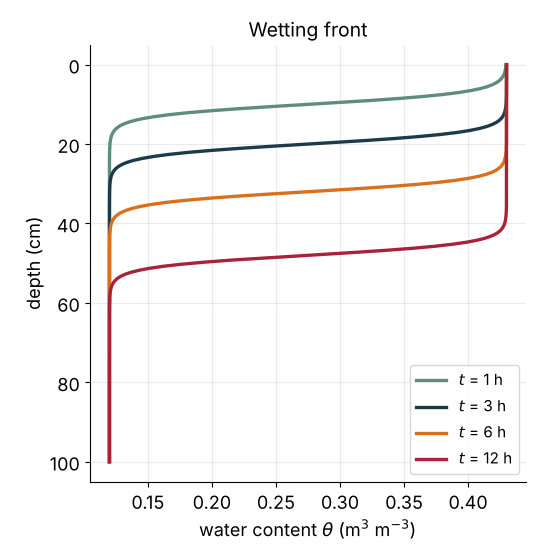 Wetting front
0
20
40
60
80
100
depth (cm)
0.15 0.20 0.25 0.30 0.35 0.40
water content θ (m³ m⁻³)
t = 1 h
t = 3 h
t = 6 h
t = 12 h